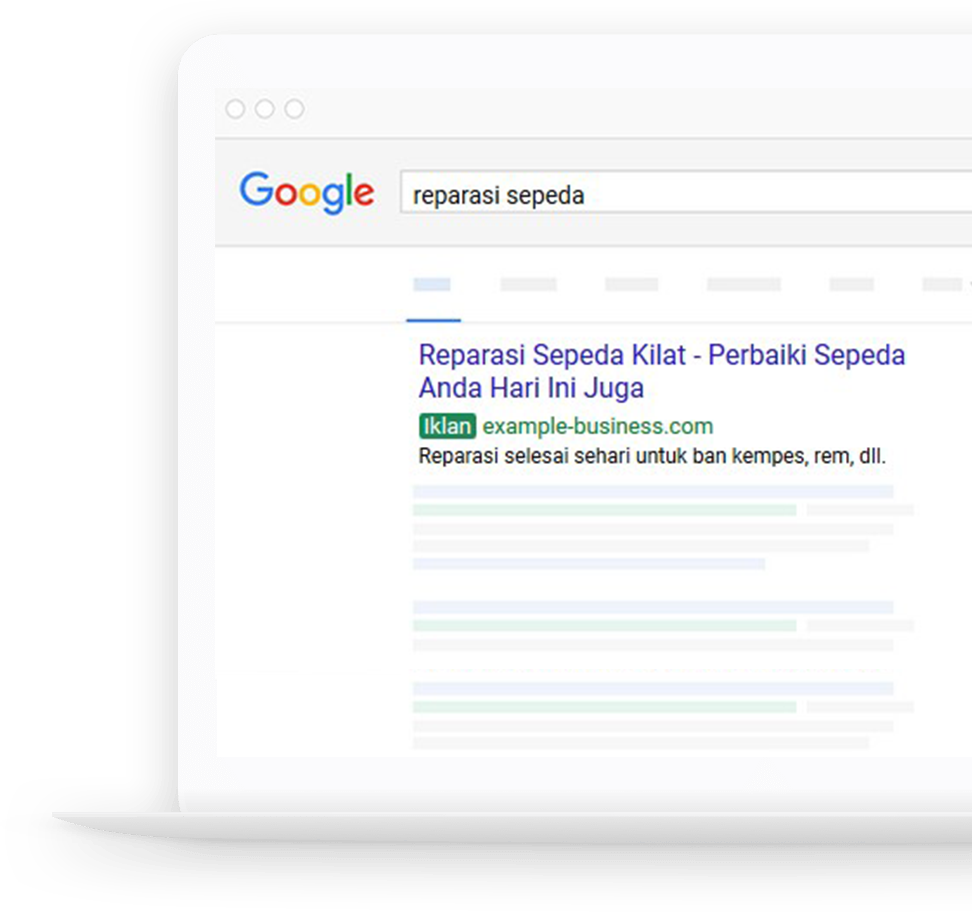 Google
reparasi sepeda
Reparasi Sepeda Kilat - Perbaiki Sepeda
Anda Hari Ini Juga
Iklan example-business.com
Reparasi selesai sehari untuk ban kempes, rem, dll.